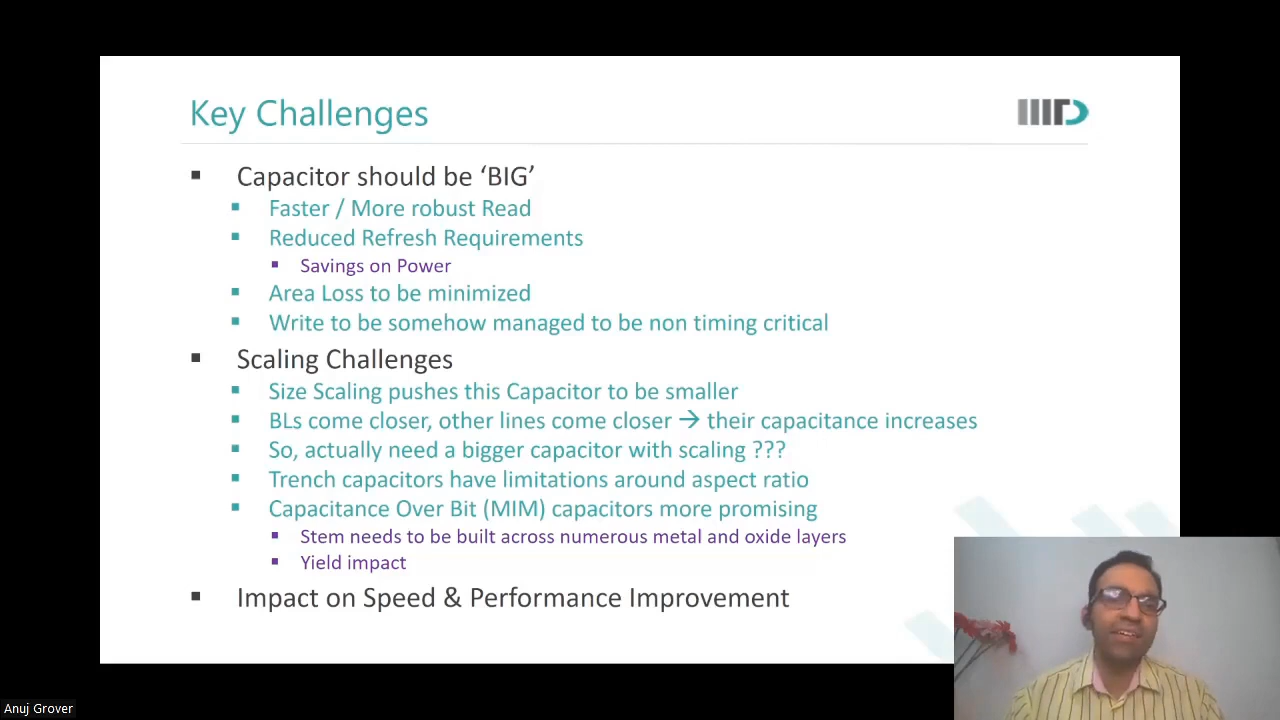 Key Challenges
IIITD
▪ Capacitor should be ‘BIG’
▪ Faster / More robust Read
▪ Reduced Refresh Requirements
▪ Savings on Power
▪ Area Loss to be minimized
▪ Write to be somehow managed to be non timing critical
▪ Scaling Challenges
▪ Size Scaling pushes this Capacitor to be smaller
▪ BLs come closer, other lines come closer → their capacitance increases
▪ So, actually need a bigger capacitor with scaling ???
▪ Trench capacitors have limitations around aspect ratio
▪ Capacitance Over Bit (MIM) capacitors more promising
▪ Stem needs to be built across numerous metal and oxide layers
▪ Yield impact
▪ Impact on Speed & Performance Improvement
Anuj Grover